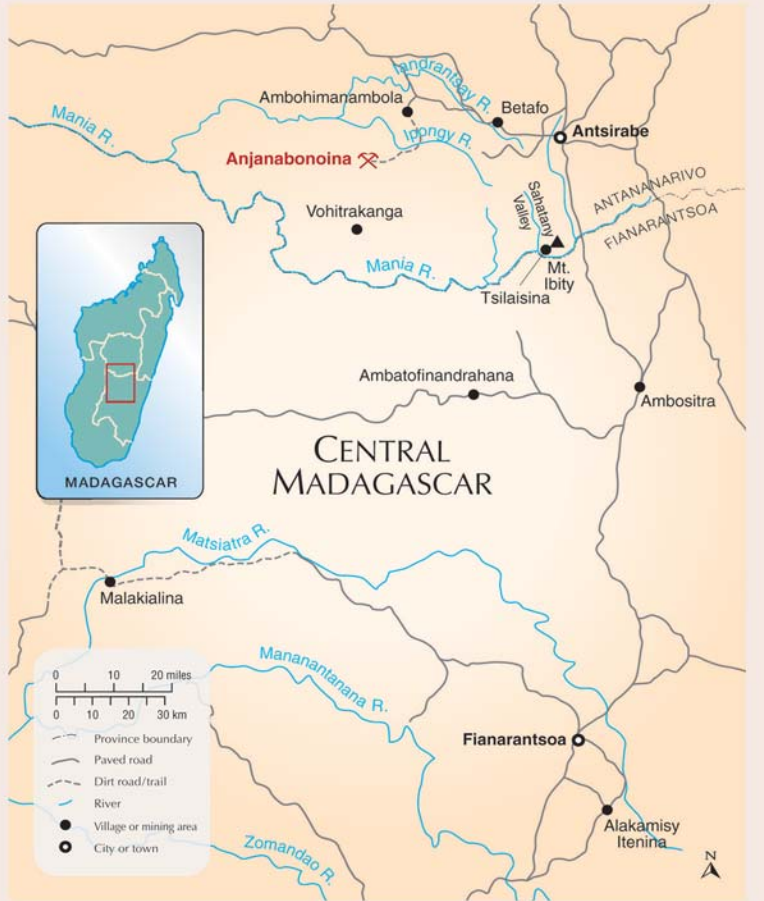 Iandrantsay R.
Ambohimanambola
Betafo
Mania R.
Antsirabe
Ipongy R.
Anjanabonoina
Sahatany
Valley
ANTANANARIVO
FIANARANTSOA
Vohitrakanga
Mania R.
Mt.
Ibity
Tsilaisina
Ambatofinandrahana
Ambositra
CENTRAL
MADAGASCAR
MADAGASCAR
Matsiatra R.
Malakialina
Mananantanana R.
0 10 20 miles
0 10 20 30 km
Province boundary
Paved road
Dirt road/trail
River
Village or mining area
City or town
Fianarantsoa
Alakamisy
Itenina
Zomandao R.
N